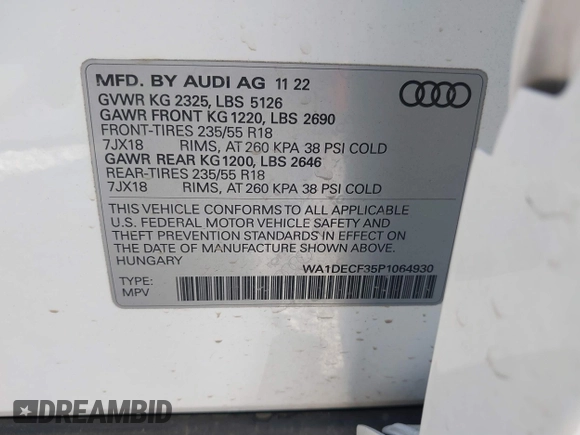 MFD. BY AUDI AG 11 22
GVWR KG 2325, LBS 5126
GAWR FRONT KG 1220, LBS 2690
FRONT-TIRES 235/55 R18
7JX18 RIMS, AT 260 KPA 38 PSI COLD
GAWR REAR KG 1200, LBS 2646
REAR-TIRES 235/55 R18
7JX18 RIMS, AT 260 KPA 38 PSI COLD
THIS VEHICLE CONFORMS TO ALL APPLICABLE
U.S. FEDERAL MOTOR VEHICLE SAFETY AND
THEFT PREVENTION STANDARDS IN EFFECT ON
THE DATE OF MANUFACTURE SHOWN ABOVE.
HUNGARY
WA1DECF35P1064930
TYPE:
MPV
DREAMBID